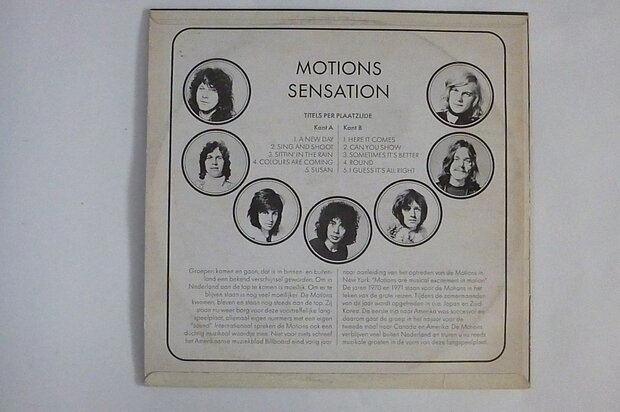 MOTIONS
SENSATION
TITELS PER PLAATZIJDE
Kant A
1. A NEW DAY
2. SING AND SHOOT
3. SITTIN' IN THE RAIN
4. COLOURS ARE COMING
5. SUSAN
Kant B
1. HERE IT COMES
2. CAN YOU SHOW
3. SOMETIMES IT'S BETTER
4. ROUND
5. I GUESS IT'S ALL RIGHT
Groepen komen en gaan, dat is in binnen- en buiten-
land een bekend verschijnsel geworden. Om in
Nederland aan de top te komen is moeilijk. Om er te
blijven staan is nog veel moeilijker. De Motions
kwamen, bleven en staan nog steeds aan de top. Zij
staan nu weer borg voor deze voortreffelijke lang-
speelplaat, allemaal eigen nummers met een eigen
"sound". Internationaal spreken de Motions ook een
duchtig muzikaal woordje mee. Niet voor niets schreef
het Amerikaanse muziekblad Billboard eind vorig jaar
naar aanleiding van het optreden van de Motions in
New York: "Motions are musical excitement in motion"
De jaren 1970 en 1971 staan voor de Motions in het
teken van de grote reizen. Tijdens de zomermaanden
van dit jaar wordt opgetreden in o.a. Japan en Zuid-
Korea. De eerste trip naar Amerika was succesvol en
daarom gaat de groep in het najaar voor de
tweede maal naar Canada en Amerika. De Motions
verblijven veel buiten Nederland en sturen u nu reeds
muzikale groeten in de vorm van deze langspeelplaat.